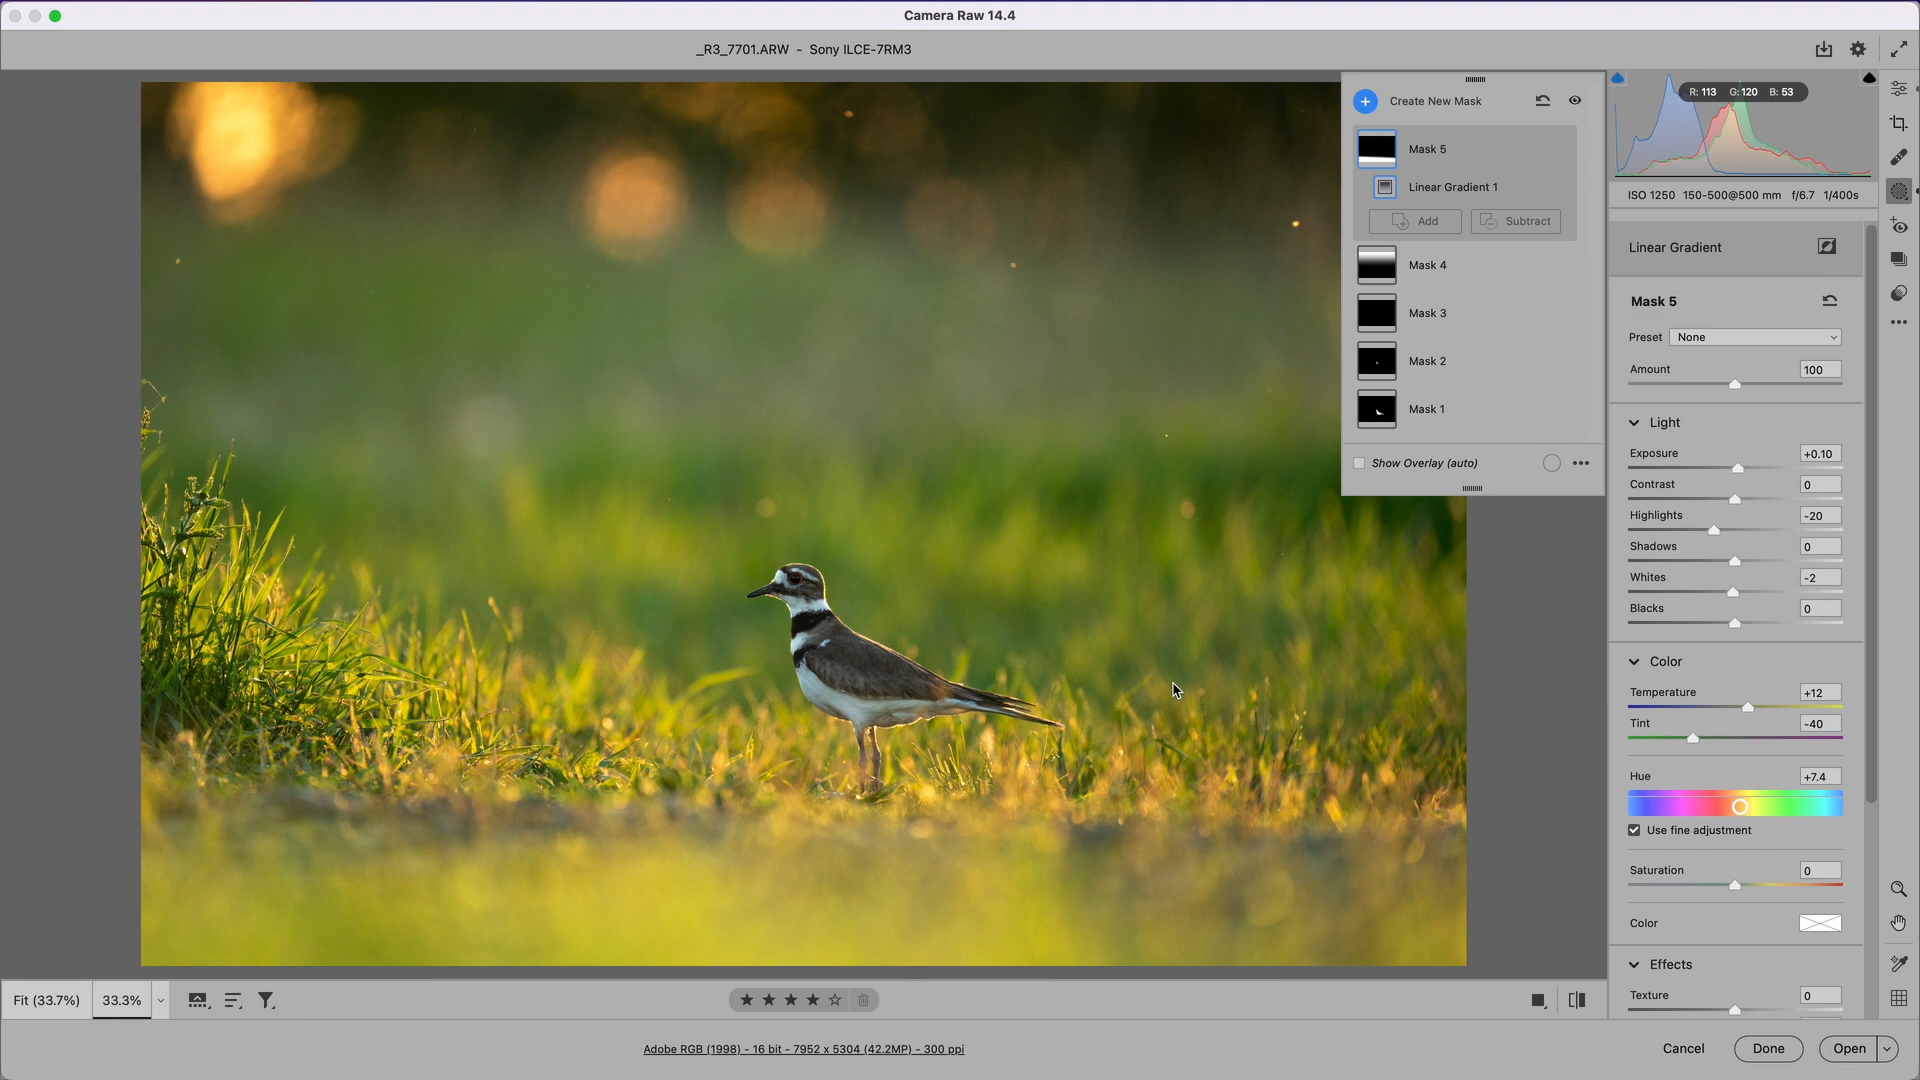 Camera Raw 14.4
_R3_7701.ARW - Sony ILCE-7RM3
R: 113 G: 120 B: 53
ISO 1250 150-500@500 mm f/6.7 1/400s
Create New Mask
Mask 5
Linear Gradient 1
Add Subtract
Mask 4
Mask 3
Mask 2
Mask 1
Show Overlay (auto)
Linear Gradient
Mask 5
Preset None
Amount 100
Light
Exposure +0.10
Contrast 0
Highlights -20
Shadows 0
Whites -2
Blacks 0
Color
Temperature +12
Tint -40
Hue +7.4
Use fine adjustment
Saturation 0
Color
Effects
Texture 0
Fit (33.7%) 33.3%
Adobe RGB (1998) - 16 bit - 7952 x 5304 (42.2MP) - 300 ppi
Cancel Done Open